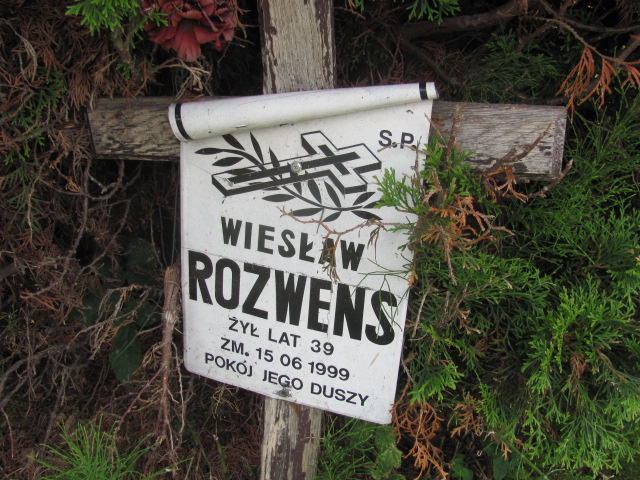 S.P.
WIESŁAW
ROZWENS
ŻYŁ LAT 39
ZM. 15 06 1999
POKÓJ JEGO DUSZY